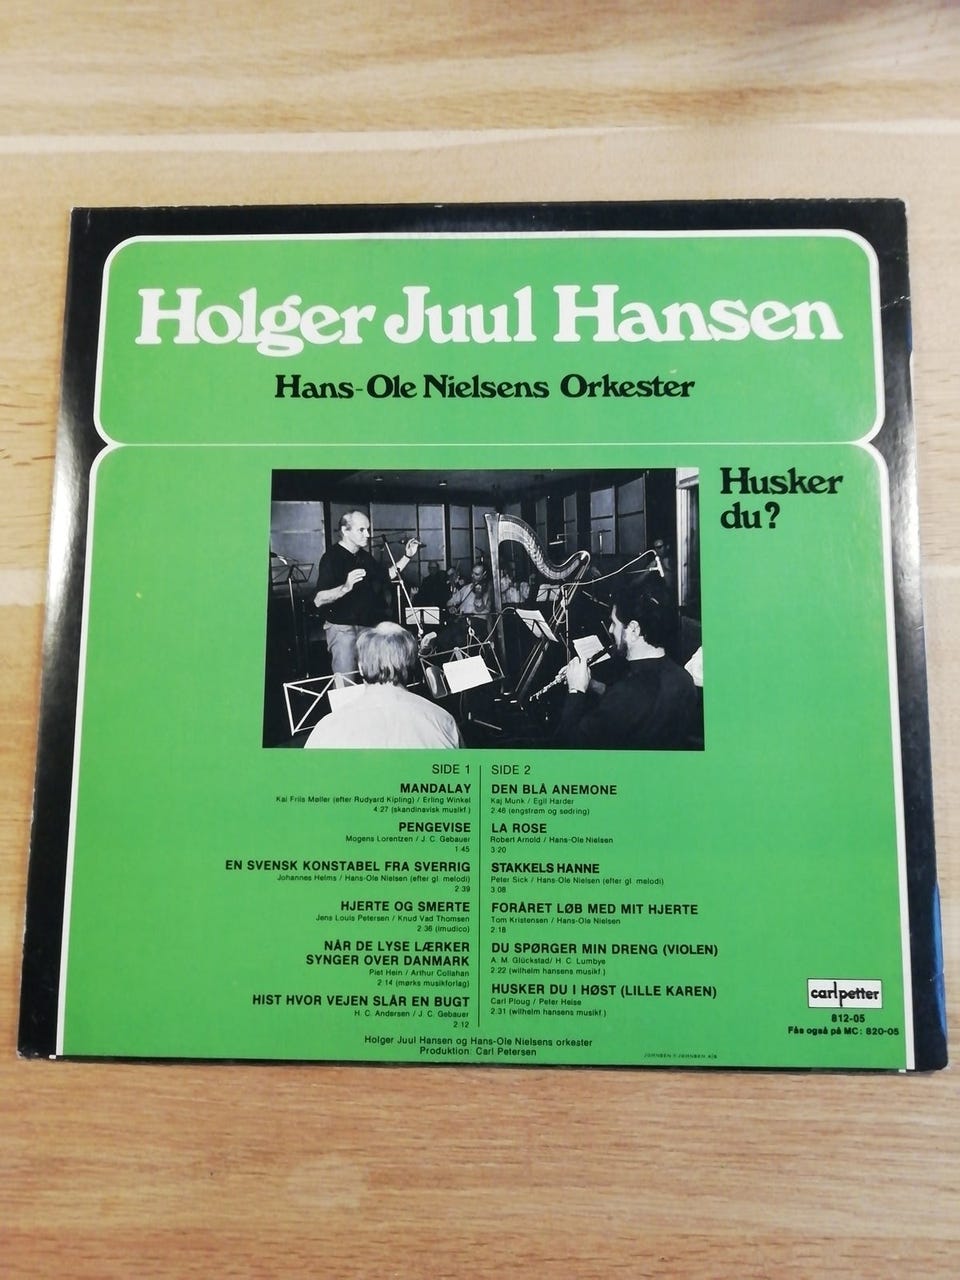 Holger Juul Hansen
Hans-Ole Nielsens Orkester
Husker
du?
SIDE 1
MANDALAY
Kai Friis Møller (efter Rudyard Kipling) / Erling Winkel
4:27 (skandinavisk musikf.)
PENGEVISE
Mogens Lorentzen / J. C. Gebauer
1:45
EN SVENSK KONSTABEL FRA SVERRIG
Johannes Helms / Hans-Ole Nielsen (efter gl. melodi)
2:39
HJERTE OG SMERTE
Jens Louis Petersen / Knud Vad Thomsen
2:36 (imudico)
NÅR DE LYSE LÆRKER
SYNGER OVER DANMARK
Piet Hein / Arthur Collahan
2:14 (mørks musikforlag)
HIST HVOR VEJEN SLÅR EN BUGT
H. C. Andersen / J. C. Gebauer
2:12
SIDE 2
DEN BLÅ ANEMONE
Kaj Munk / Egil Harder
2:46 (engstrøm og sødring)
LA ROSE
Robert Arnold / Hans-Ole Nielsen
3:20
STAKKELS HANNE
Peter Sick / Hans-Ole Nielsen (efter gl. melodi)
3:08
FORÅRET LØB MED MIT HJERTE
Tom Kristensen / Hans-Ole Nielsen
2:18
DU SPØRGER MIN DRENG (VIOLEN)
A. M. Glückstad/ H. C. Lumbye
2:22 (wilhelm hansens musikf.)
HUSKER DU I HØST (LILLE KAREN)
Carl Ploug / Peter Heise
2:31 (wilhelm hansens musikf.)
carlpetter
812-05
Fås også på MC: 820-05
Holger Juul Hansen og Hans-Ole Nielsens orkester
Produktion: Carl Petersen
JOHNSEN & JOHNSEN A/S